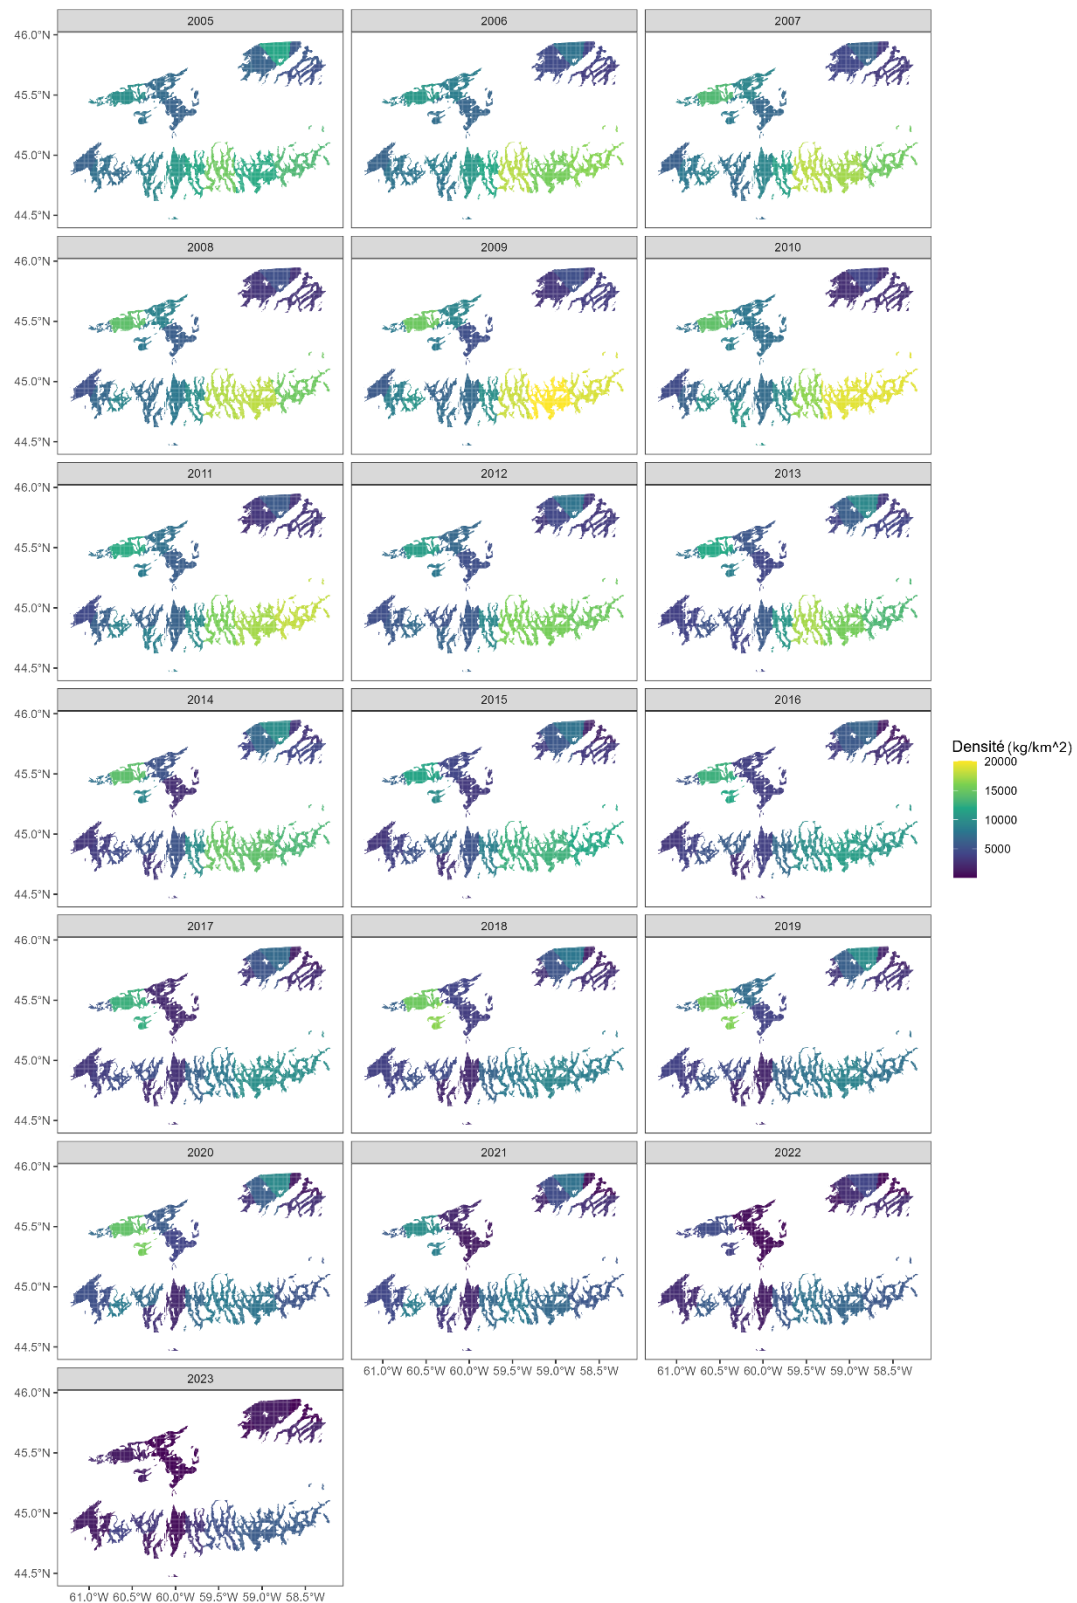 2005 2006 2007
46.0°N
45.5°N
45.0°N
44.5°N
2008 2009 2010
46.0°N
45.5°N
45.0°N
44.5°N
2011 2012 2013
46.0°N
45.5°N
45.0°N
44.5°N
2014 2015 2016
46.0°N
45.5°N
45.0°N
44.5°N
Densité (kg/km^2)
20000
15000
10000
5000
2017 2018 2019
46.0°N
45.5°N
45.0°N
44.5°N
2020 2021 2022
46.0°N
45.5°N
45.0°N
44.5°N
61.0°W 60.5°W 60.0°W 59.5°W 59.0°W 58.5°W 61.0°W 60.5°W 60.0°W 59.5°W 59.0°W 58.5°W
2023
46.0°N
45.5°N
45.0°N
44.5°N
61.0°W 60.5°W 60.0°W 59.5°W 59.0°W 58.5°W